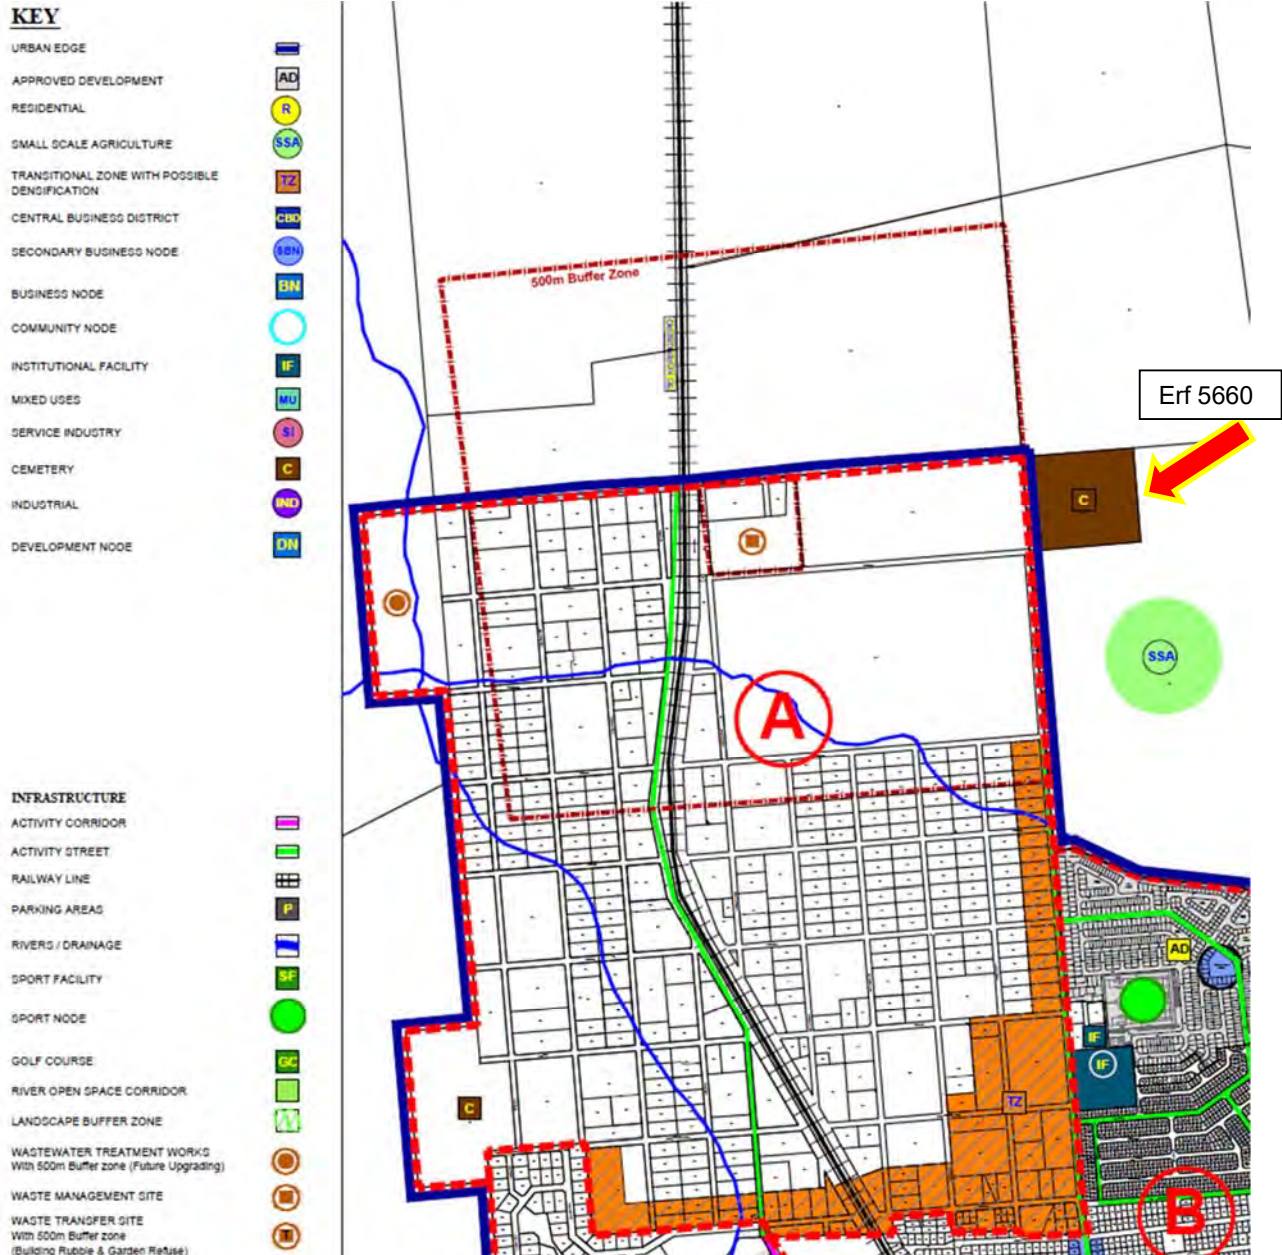 KEY
URBAN EDGE
APPROVED DEVELOPMENT
AD
RESIDENTIAL
R
SMALL SCALE AGRICULTURE
SSA
TRANSITIONAL ZONE WITH POSSIBLE
DENSIFICATION
TZ
CENTRAL BUSINESS DISTRICT
CBD
SECONDARY BUSINESS NODE
SBN
BUSINESS NODE
BN
COMMUNITY NODE
INSTITUTIONAL FACILITY
IF
MIXED USES
MU
SERVICE INDUSTRY
SI
CEMETERY
C
INDUSTRIAL
IND
DEVELOPMENT NODE
DN
INFRASTRUCTURE
ACTIVITY CORRIDOR
ACTIVITY STREET
RAILWAY LINE
PARKING AREAS
P
RIVERS / DRAINAGE
SPORT FACILITY
SF
SPORT NODE
GOLF COURSE
GC
RIVER OPEN SPACE CORRIDOR
LANDSCAPE BUFFER ZONE
WASTEWATER TREATMENT WORKS
With 500m Buffer zone (Future Upgrading)
WASTE MANAGEMENT SITE
WASTE TRANSFER SITE
With 500m Buffer zone
(Building Rubble & Garden Refuse)
T
500m Buffer Zone
Erf 5660
C
SSA
A
AD
IF
IF
TZ
C
B